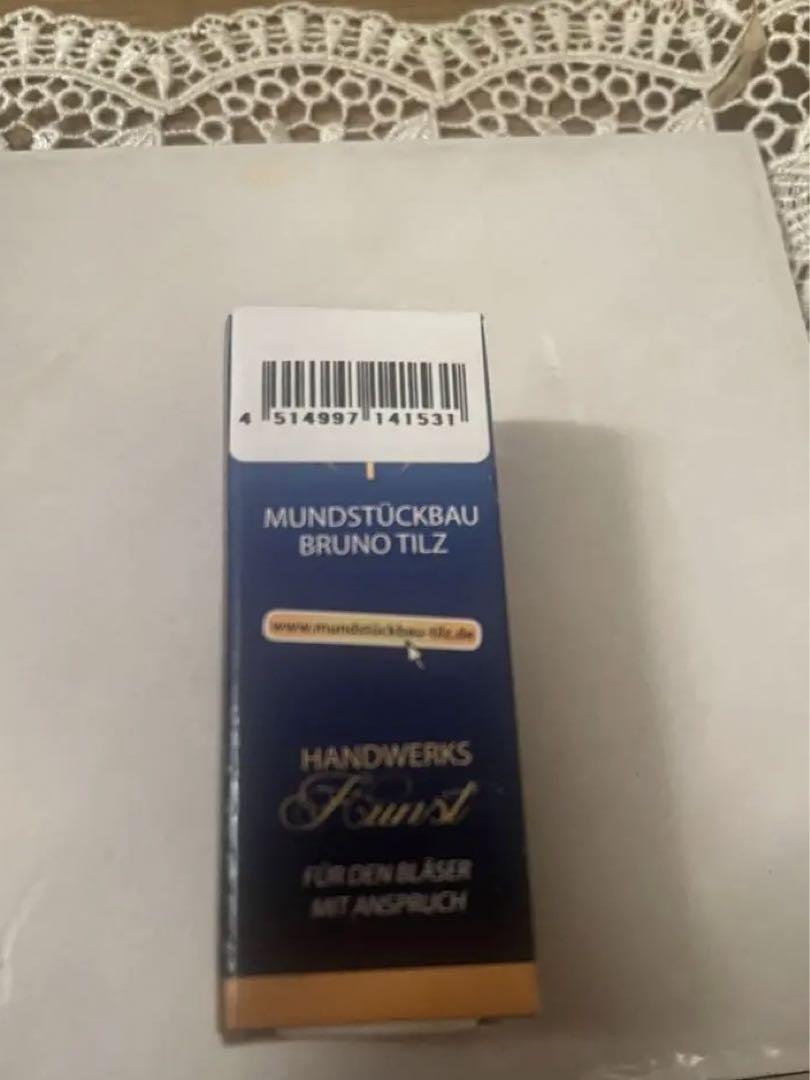 4 514997 141531
MUNDSTÜCKBAU
BRUNO TILZ
www.mundstückbau-tilz.de
HANDWERKS
Kunst
FÜR DEN BLÄSER
MIT ANSPRUCH